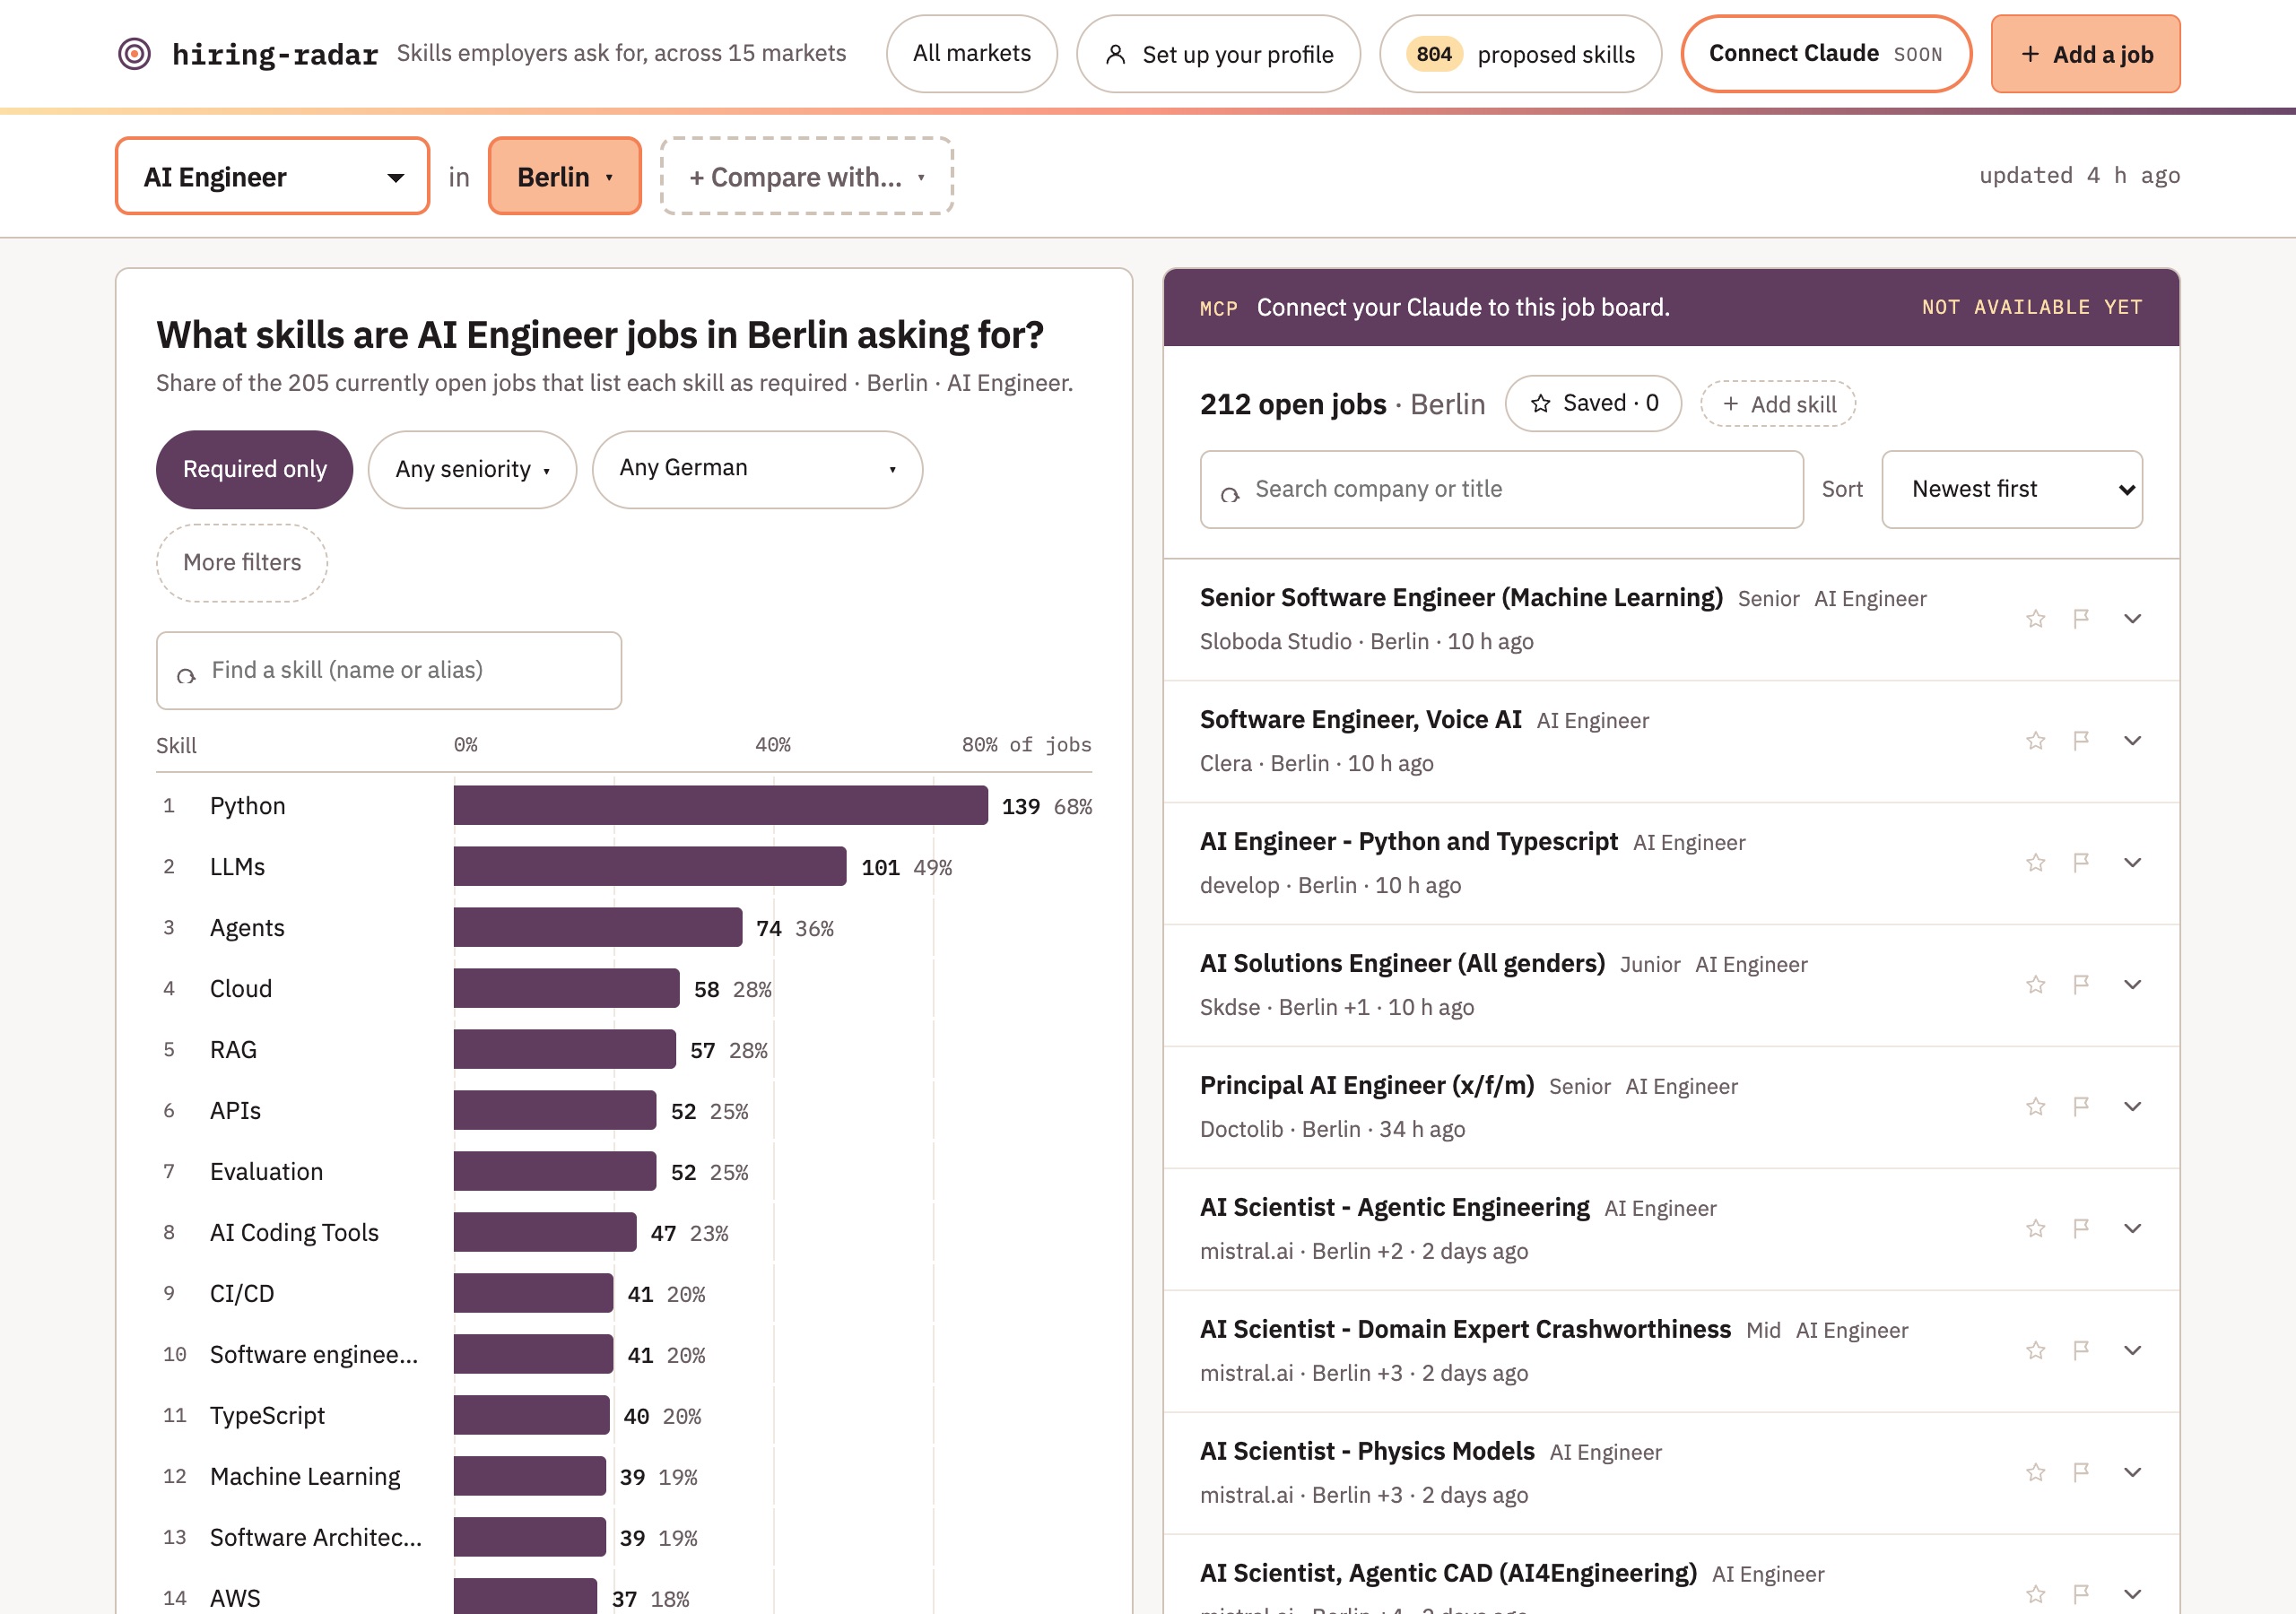 hiring-radar Skills employers ask for, across 15 markets All markets Set up your profile 804 proposed skills Connect Claude SOON + Add a job
AI Engineer in Berlin + Compare with... updated 4 h ago
What skills are AI Engineer jobs in Berlin asking for?
Share of the 205 currently open jobs that list each skill as required · Berlin · AI Engineer.
Required only Any seniority Any German
More filters
Find a skill (name or alias)
Skill 0% 40% 80% of jobs
1 Python 139 68%
2 LLMs 101 49%
3 Agents 74 36%
4 Cloud 58 28%
5 RAG 57 28%
6 APIs 52 25%
7 Evaluation 52 25%
8 AI Coding Tools 47 23%
9 CI/CD 41 20%
10 Software enginee... 41 20%
11 TypeScript 40 20%
12 Machine Learning 39 19%
13 Software Architec... 39 19%
14 AWS 37 18%
MCP Connect your Claude to this job board. NOT AVAILABLE YET
212 open jobs · Berlin Saved · 0 + Add skill
Search company or title Sort Newest first
Senior Software Engineer (Machine Learning) Senior AI Engineer
Sloboda Studio · Berlin · 10 h ago
Software Engineer, Voice AI AI Engineer
Clera · Berlin · 10 h ago
AI Engineer - Python and Typescript AI Engineer
develop · Berlin · 10 h ago
AI Solutions Engineer (All genders) Junior AI Engineer
Skdse · Berlin +1 · 10 h ago
Principal AI Engineer (x/f/m) Senior AI Engineer
Doctolib · Berlin · 34 h ago
AI Scientist - Agentic Engineering AI Engineer
mistral.ai · Berlin +2 · 2 days ago
AI Scientist - Domain Expert Crashworthiness Mid AI Engineer
mistral.ai · Berlin +3 · 2 days ago
AI Scientist - Physics Models AI Engineer
mistral.ai · Berlin +3 · 2 days ago
AI Scientist, Agentic CAD (AI4Engineering) AI Engineer